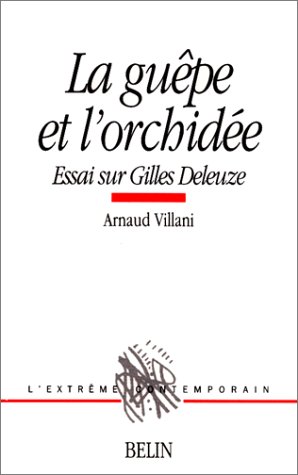 La guêpe
et l'orchidée
Essai sur Gilles Deleuze
Arnaud Villani
L'EXTRÊME CONTEMPORAIN
BELIN